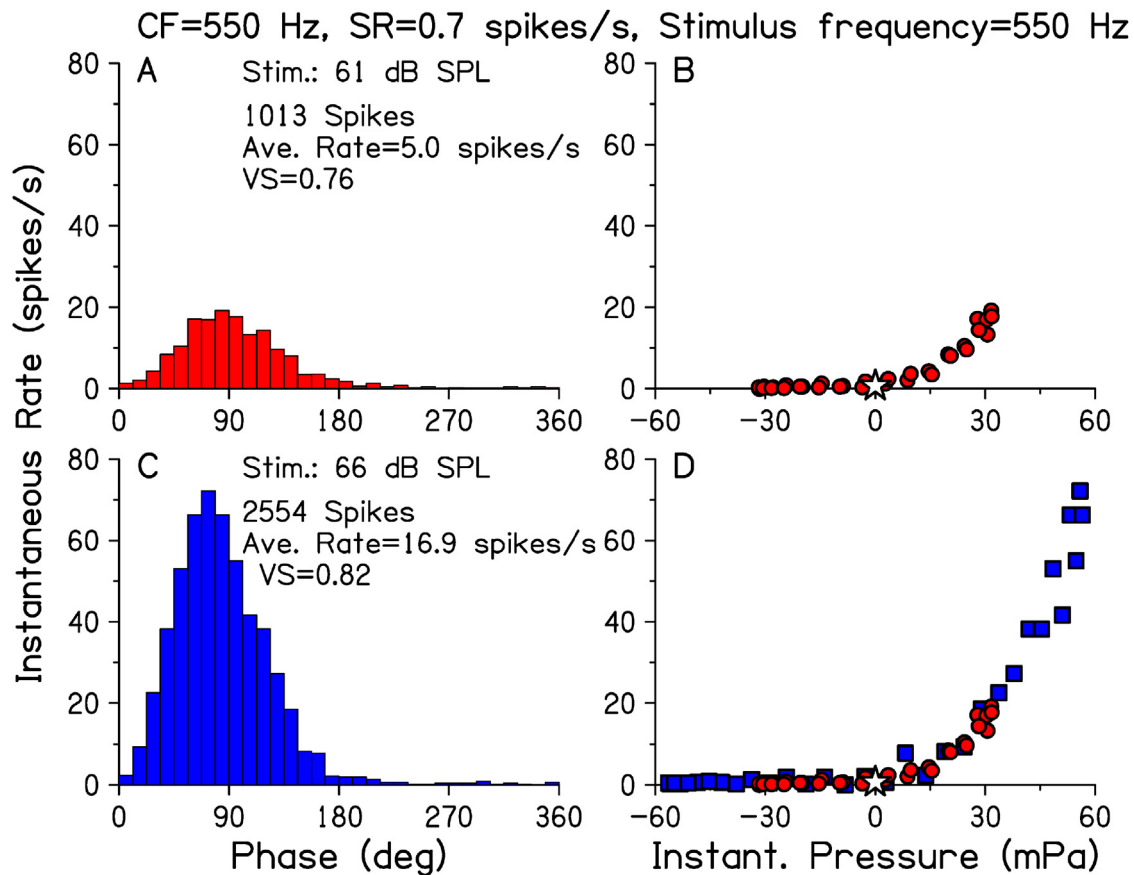 CF=550 Hz, SR=0.7 spikes/s, Stimulus frequency=550 Hz
A
Stim.: 61 dB SPL
1013 Spikes
Ave. Rate=5.0 spikes/s
VS=0.76
80
60
40
20
0
0 90 180 270 360
B
80
60
40
20
0
−60 −30 0 30 60
C
Stim.: 66 dB SPL
2554 Spikes
Ave. Rate=16.9 spikes/s
VS=0.82
80
60
40
20
0
0 90 180 270 360
D
80
60
40
20
0
−60 −30 0 30 60
Instantaneous Rate (spikes/s)
Phase (deg)
Instant. Pressure (mPa)